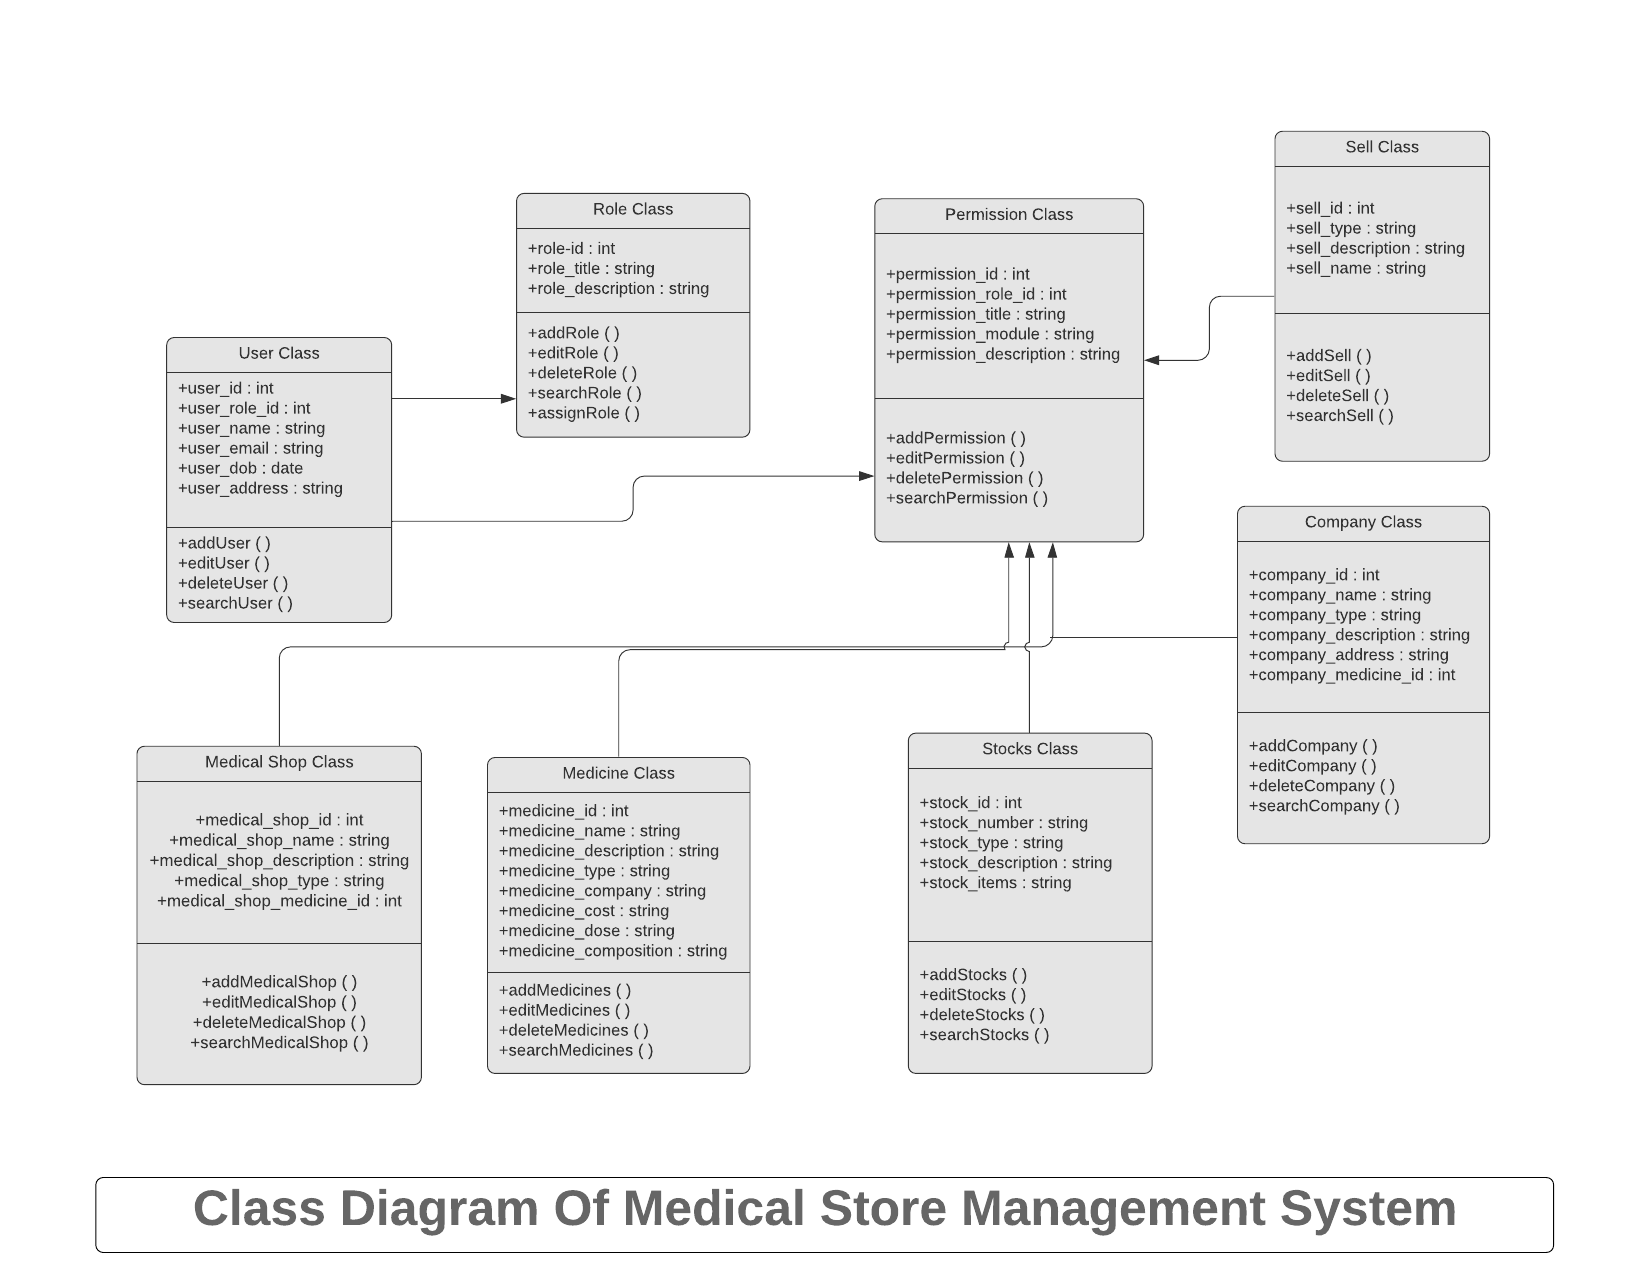 Sell Class
+sell_id : int
+sell_type : string
+sell_description : string
+sell_name : string
+addSell ( )
+editSell ( )
+deleteSell ( )
+searchSell ( )
Role Class
+role-id : int
+role_title : string
+role_description : string
+addRole ( )
+editRole ( )
+deleteRole ( )
+searchRole ( )
+assignRole ( )
Permission Class
+permission_id : int
+permission_role_id : int
+permission_title : string
+permission_module : string
+permission_description : string
+addPermission ( )
+editPermission ( )
+deletePermission ( )
+searchPermission ( )
User Class
+user_id : int
+user_role_id : int
+user_name : string
+user_email : string
+user_dob : date
+user_address : string
+addUser ( )
+editUser ( )
+deleteUser ( )
+searchUser ( )
Company Class
+company_id : int
+company_name : string
+company_type : string
+company_description : string
+company_address : string
+company_medicine_id : int
+addCompany ( )
+editCompany ( )
+deleteCompany ( )
+searchCompany ( )
Medical Shop Class
+medical_shop_id : int
+medical_shop_name : string
+medical_shop_description : string
+medical_shop_type : string
+medical_shop_medicine_id : int
+addMedicalShop ( )
+editMedicalShop ( )
+deleteMedicalShop ( )
+searchMedicalShop ( )
Medicine Class
+medicine_id : int
+medicine_name : string
+medicine_description : string
+medicine_type : string
+medicine_company : string
+medicine_cost : string
+medicine_dose : string
+medicine_composition : string
+addMedicines ( )
+editMedicines ( )
+deleteMedicines ( )
+searchMedicines ( )
Stocks Class
+stock_id : int
+stock_number : string
+stock_type : string
+stock_description : string
+stock_items : string
+addStocks ( )
+editStocks ( )
+deleteStocks ( )
+searchStocks ( )
Class Diagram Of Medical Store Management System